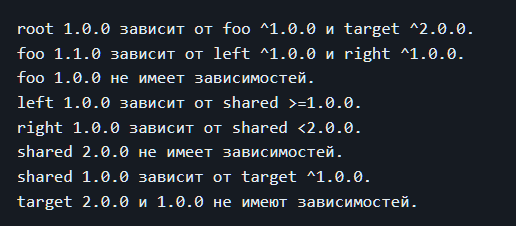 root 1.0.0 зависит от foo ^1.0.0 и target ^2.0.0.
foo 1.1.0 зависит от left ^1.0.0 и right ^1.0.0.
foo 1.0.0 не имеет зависимостей.
left 1.0.0 зависит от shared >=1.0.0.
right 1.0.0 зависит от shared <2.0.0.
shared 2.0.0 не имеет зависимостей.
shared 1.0.0 зависит от target ^1.0.0.
target 2.0.0 и 1.0.0 не имеют зависимостей.